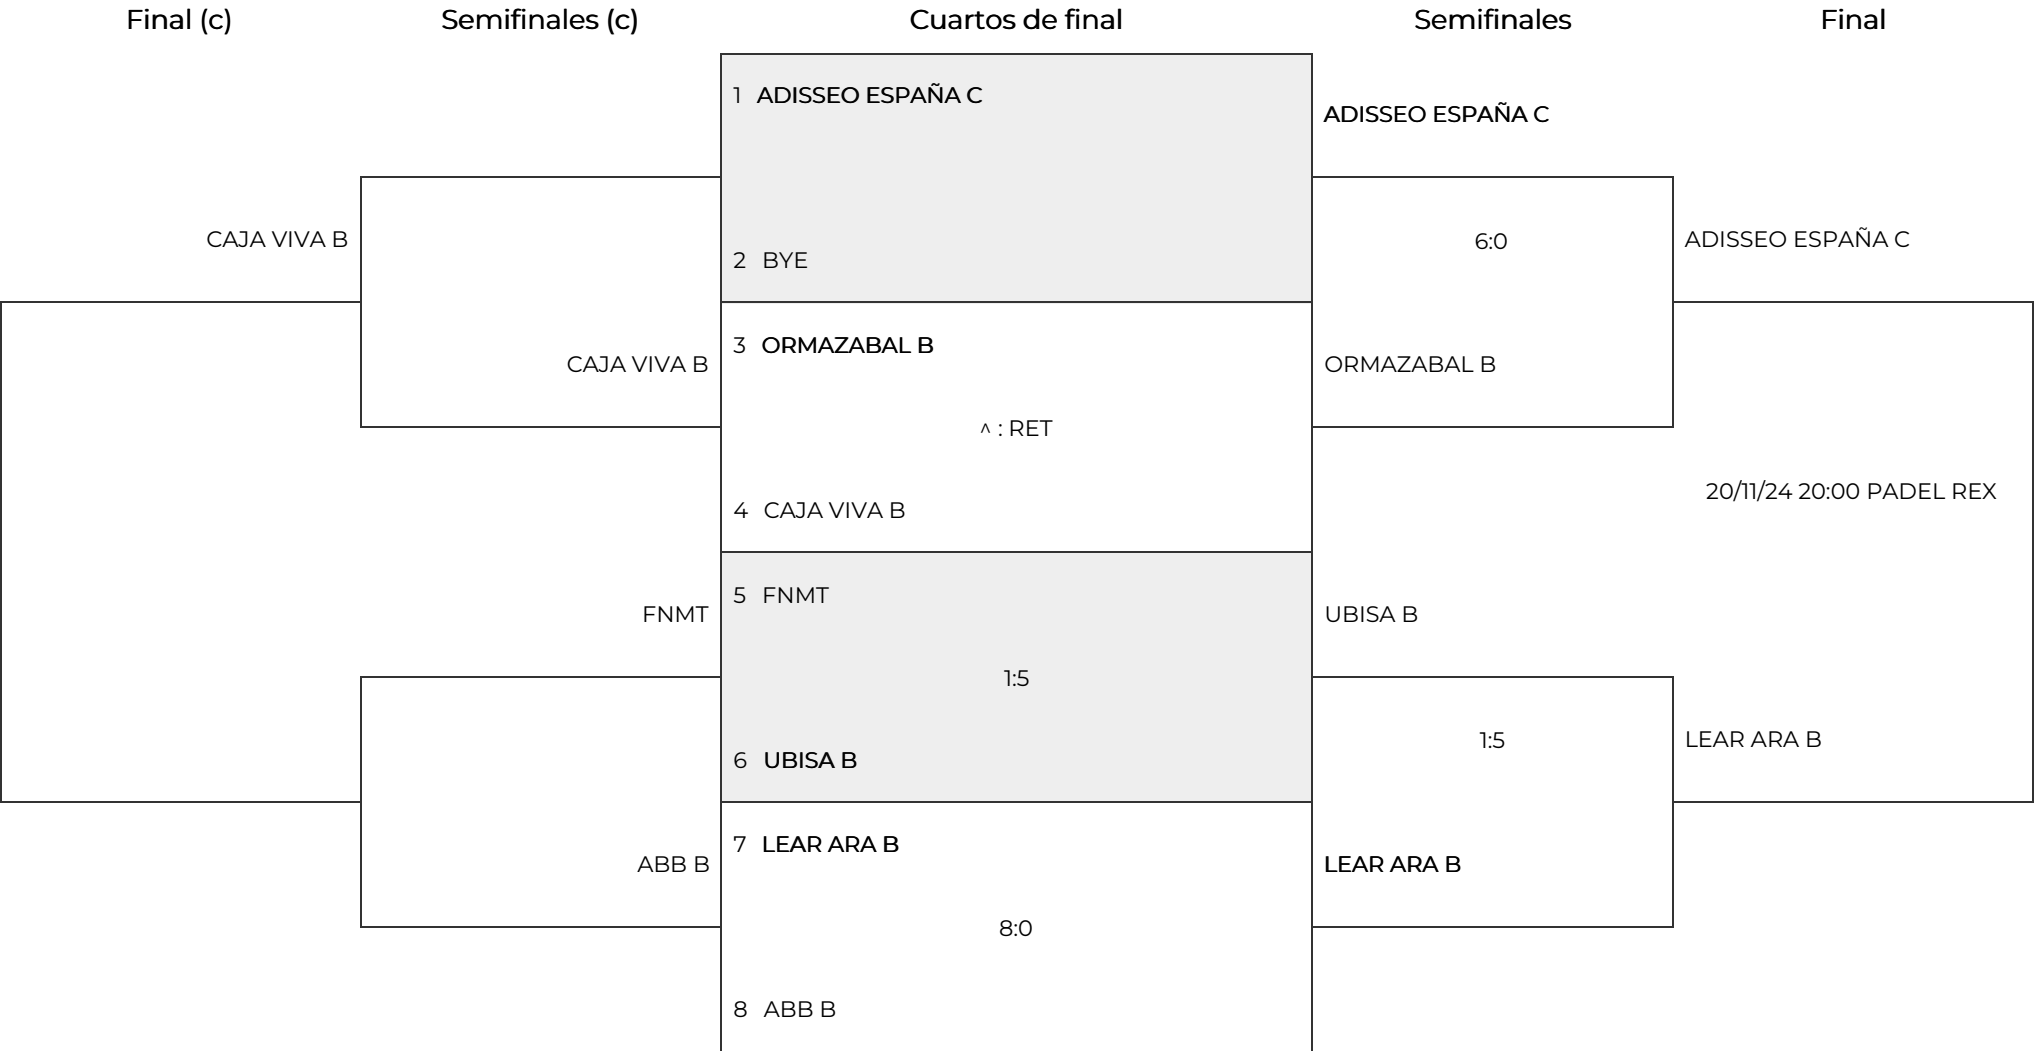 Final (c)
Semifinales (c)
Cuartos de final
Semifinales
Final
1 ADISSEO ESPAÑA C
ADISSEO ESPAÑA C
CAJA VIVA B
2 BYE
6:0
ADISSEO ESPAÑA C
CAJA VIVA B
3 ORMAZABAL B
ORMAZABAL B
^ : RET
4 CAJA VIVA B
20/11/24 20:00 PADEL REX
FNMT
5 FNMT
UBISA B
1:5
6 UBISA B
1:5
LEAR ARA B
ABB B
7 LEAR ARA B
LEAR ARA B
8:0
8 ABB B